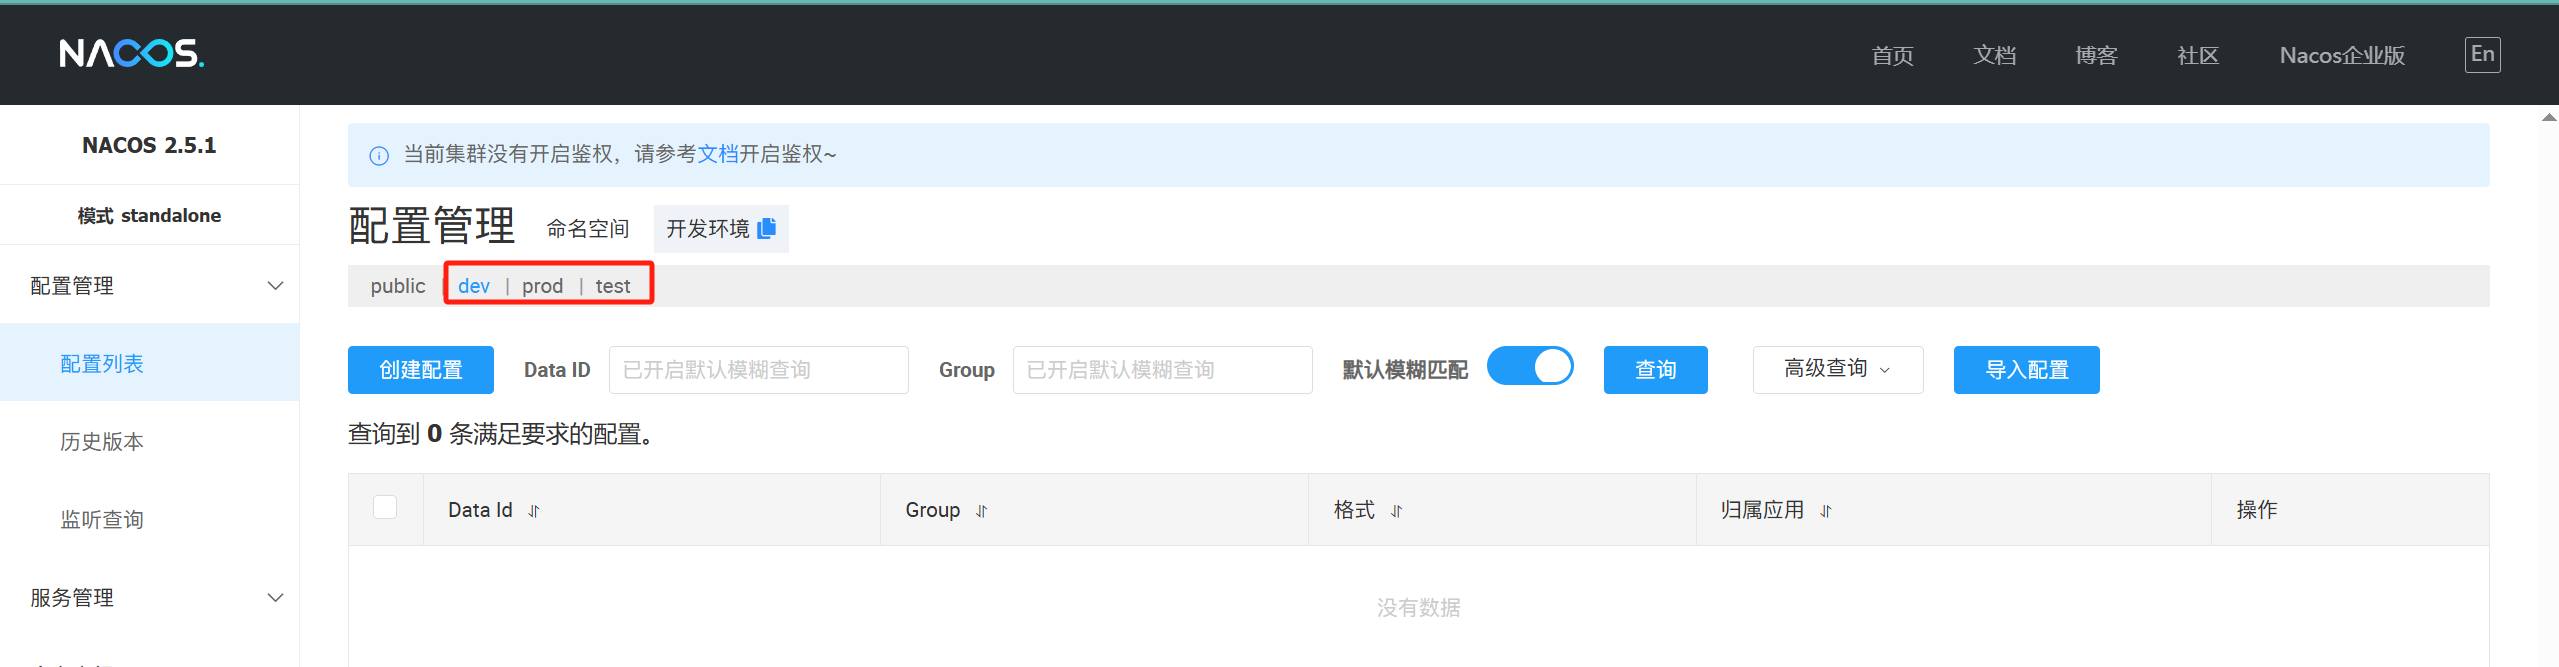 NACOS. 首页 文档 博客 社区 Nacos企业版 En
NACOS 2.5.1
模式 standalone
配置管理
配置列表
历史版本
监听查询
服务管理
当前集群没有开启鉴权，请参考文档开启鉴权~
配置管理 命名空间 开发环境
public | dev | prod | test
创建配置 Data ID 已开启默认模糊查询 Group 已开启默认模糊查询 默认模糊匹配 查询 高级查询 导入配置
查询到 0 条满足要求的配置。
Data Id Group 格式 归属应用 操作
没有数据